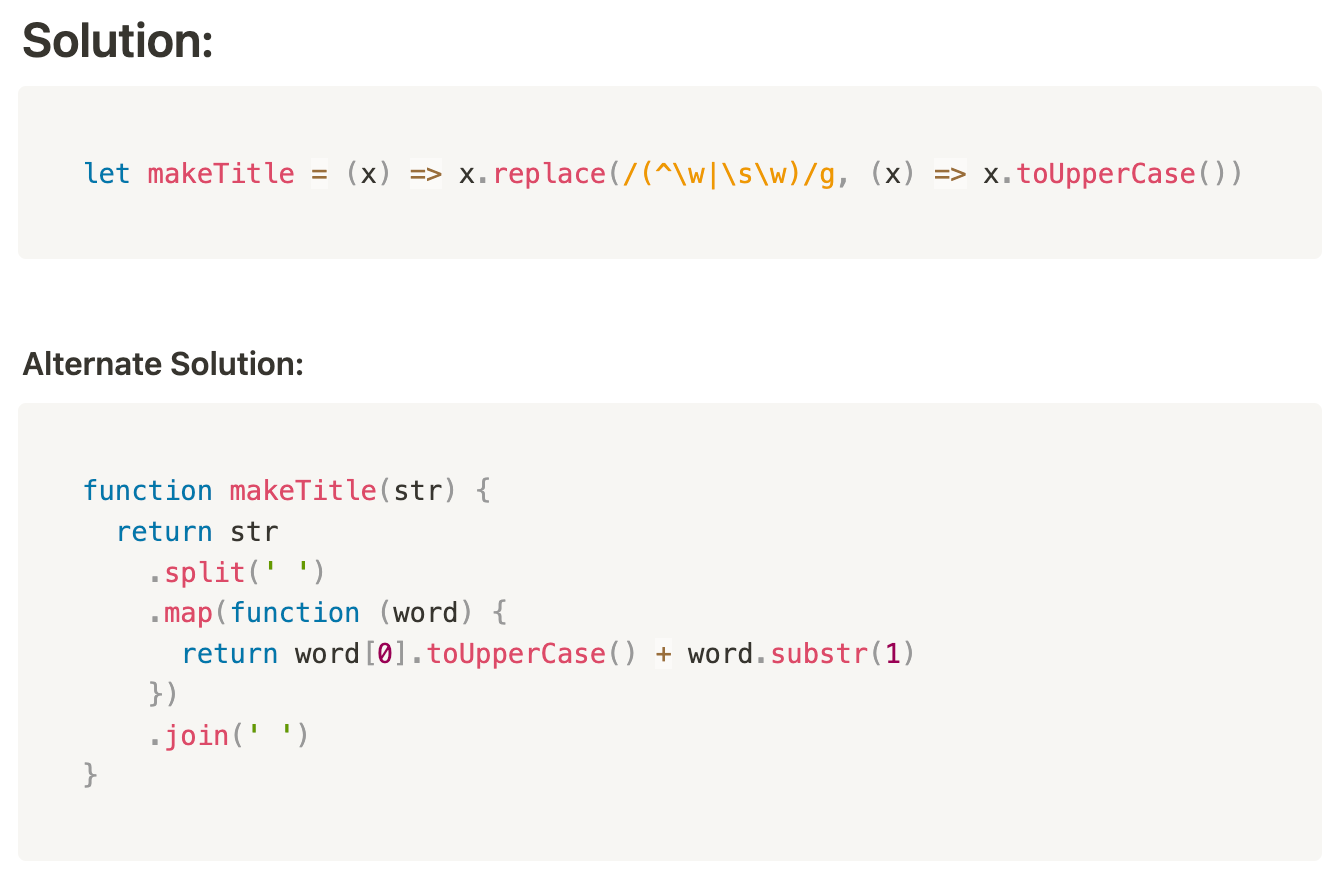 Solution:
let makeTitle = (x) => x.replace(/(^\w|\s\w)/g, (x) => x.toUpperCase())
Alternate Solution:
function makeTitle(str) {
  return str
    .split(' ')
    .map(function (word) {
      return word[0].toUpperCase() + word.substr(1)
    })
    .join(' ')
}